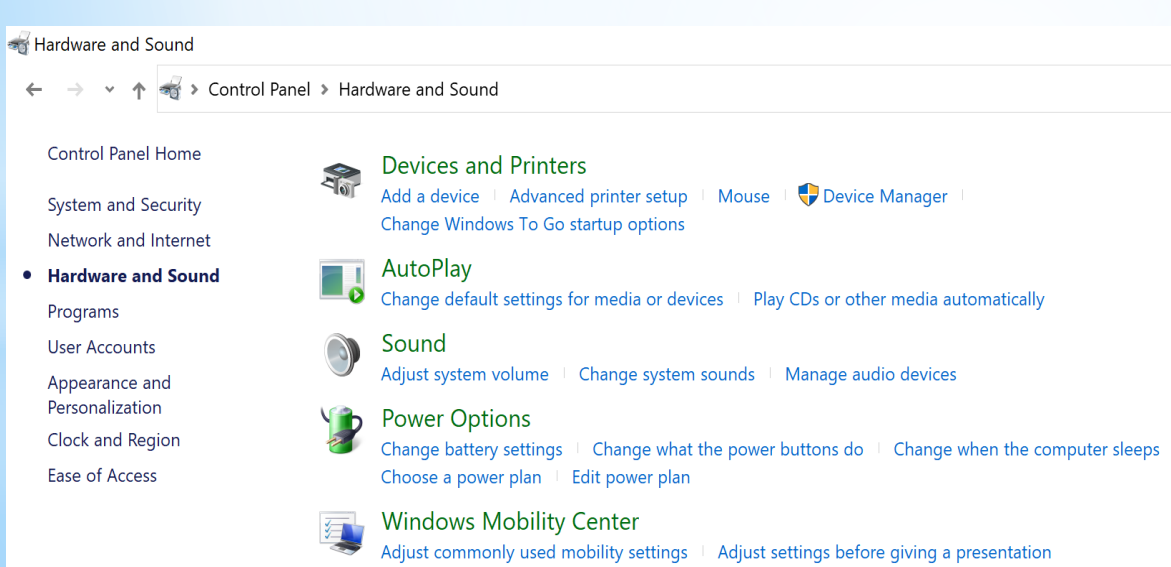 Hardware and Sound
Control Panel > Hardware and Sound
Control Panel Home
System and Security
Network and Internet
Hardware and Sound
Programs
User Accounts
Appearance and
Personalization
Clock and Region
Ease of Access
Devices and Printers
Add a device | Advanced printer setup | Mouse | Device Manager |
Change Windows To Go startup options
AutoPlay
Change default settings for media or devices | Play CDs or other media automatically
Sound
Adjust system volume | Change system sounds | Manage audio devices
Power Options
Change battery settings | Change what the power buttons do | Change when the computer sleeps
Choose a power plan | Edit power plan
Windows Mobility Center
Adjust commonly used mobility settings | Adjust settings before giving a presentation